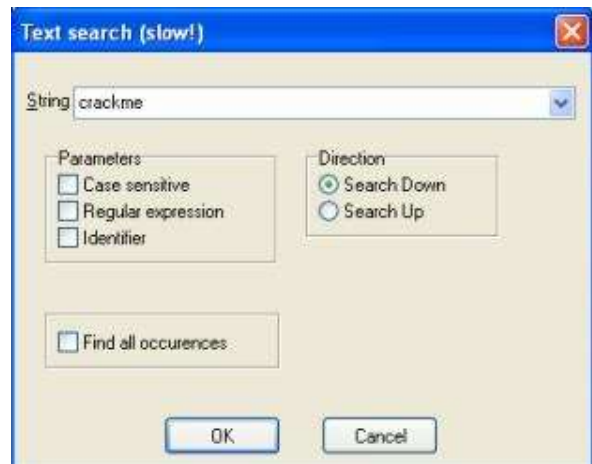 Text search (slow!)
String crackme
Parameters
Case sensitive
Regular expression
Identifier
Direction
Search Down
Search Up
Find all occurences
OK
Cancel